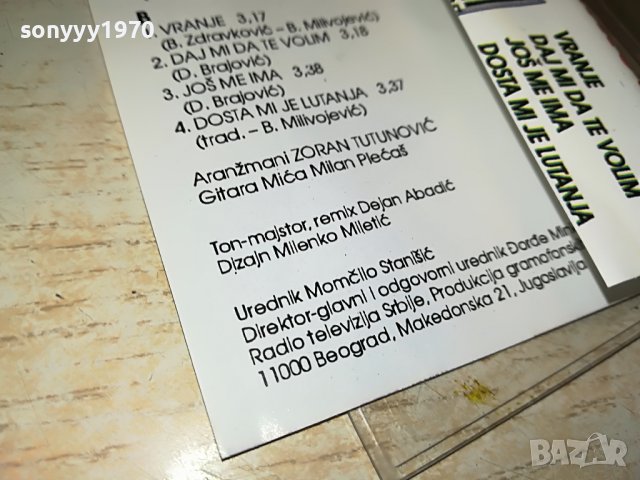 sonyyy1970
B
1. VRANJE 3,17
(B. Zdravković - B. Milivojević)
2. DAJ MI DA TE VOLIM 3,18
(D. Brajović)
3. JOŠ ME IMA 3,38
(D. Brajović)
4. DOSTA MI JE LUTANJA 3,37
(trad. - B. Milivojević)
Aranžmani ZORAN TUTUNOVIĆ
Gitara Mića Milan Plećaš
Ton-majstor, remix Dejan Abadić
Dizajn Milenko Miletić
Urednik Momčilo Stanišić
Direktor-glavni i odgovorni urednik Đorđe
Radio televizija Srbije, Produkcija
11000 Beograd, Makedonska 21, Jugoslavija
VRANJE
DAJ MI DA TE VOLIM
JOŠ ME IMA
DOSTA MI JE LUTANJA
BAZAR
bg